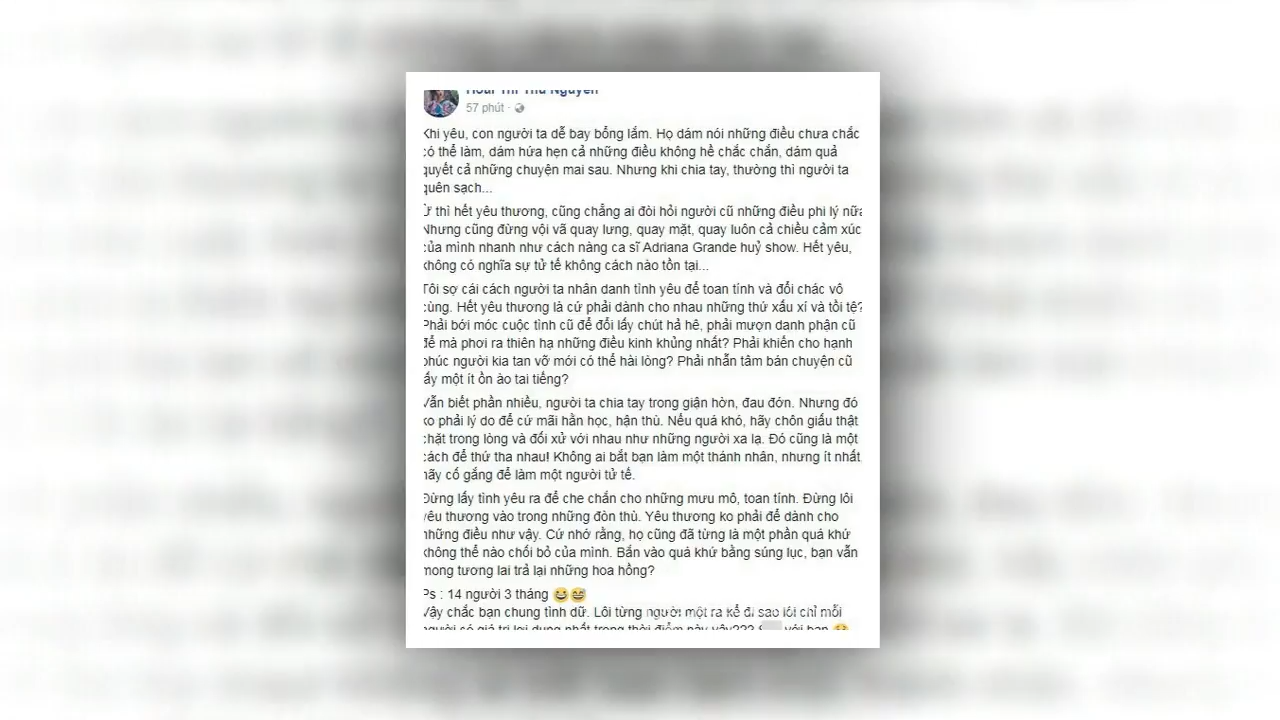 Thi Thu Nguyen
57 phút ·
Khi yêu, con người ta dễ bay bổng lắm. Họ dám nói những điều chưa chắc
có thể làm, dám hứa hẹn cả những điều không hề chắc chắn, dám quả
quyết cả những chuyện mai sau. Nhưng khi chia tay, thường thì người ta
quên sạch...
Ừ thì hết yêu thương, cũng chẳng ai đòi hỏi người cũ những điều phi lý nữa
Nhưng cũng đừng vội vã quay lưng, quay mặt, quay luôn cả chiều cảm xúc
của mình nhanh như cách nàng ca sĩ Adriana Grande huỷ show. Hết yêu,
không có nghĩa sự tử tế không cách nào tồn tại...
Tôi sợ cái cách người ta nhân danh tình yêu để toan tính và đổi chác vô
cùng. Hết yêu thương là cứ phải dành cho nhau những thứ xấu xí và tồi tệ?
Phải bới móc cuộc tình cũ để đổi lấy chút hả hê, phải mượn danh phận cũ
để mà phơi ra thiên hạ những điều kinh khủng nhất? Phải khiến cho hạnh
phúc người kia tan vỡ mới có thể hài lòng? Phải nhẫn tâm bán chuyện cũ
lấy một ít ồn ào tai tiếng?
Vẫn biết phần nhiều, người ta chia tay trong giận hờn, đau đớn. Nhưng đó
ko phải lý do để cứ mãi hằn học, hận thù. Nếu quá khó, hãy chôn giấu thật
chặt trong lòng và đối xử với nhau như những người xa lạ. Đó cũng là một
cách để thứ tha nhau! Không ai bắt bạn làm một thánh nhân, nhưng ít nhất
hãy cố gắng để làm một người tử tế.
Đừng lấy tình yêu ra để che chắn cho những mưu mô, toan tính. Đừng lôi
yêu thương vào trong những đòn thù. Yêu thương ko phải để dành cho
những điều như vậy. Cứ nhớ rằng, họ cũng đã từng là một phần quá khứ
không thể nào chối bỏ của mình. Bắn vào quá khứ bằng súng lục, bạn vẫn
mong tương lai trả lại những hoa hồng?
Ps : 14 người 3 tháng 😆😅
Vậy chắc bạn chung tình dữ. Lôi từng người một ra kể đi sao lôi chỉ mỗi
người có giá trị lợi dụng nhất trong thời điểm này vậy??? với bạn